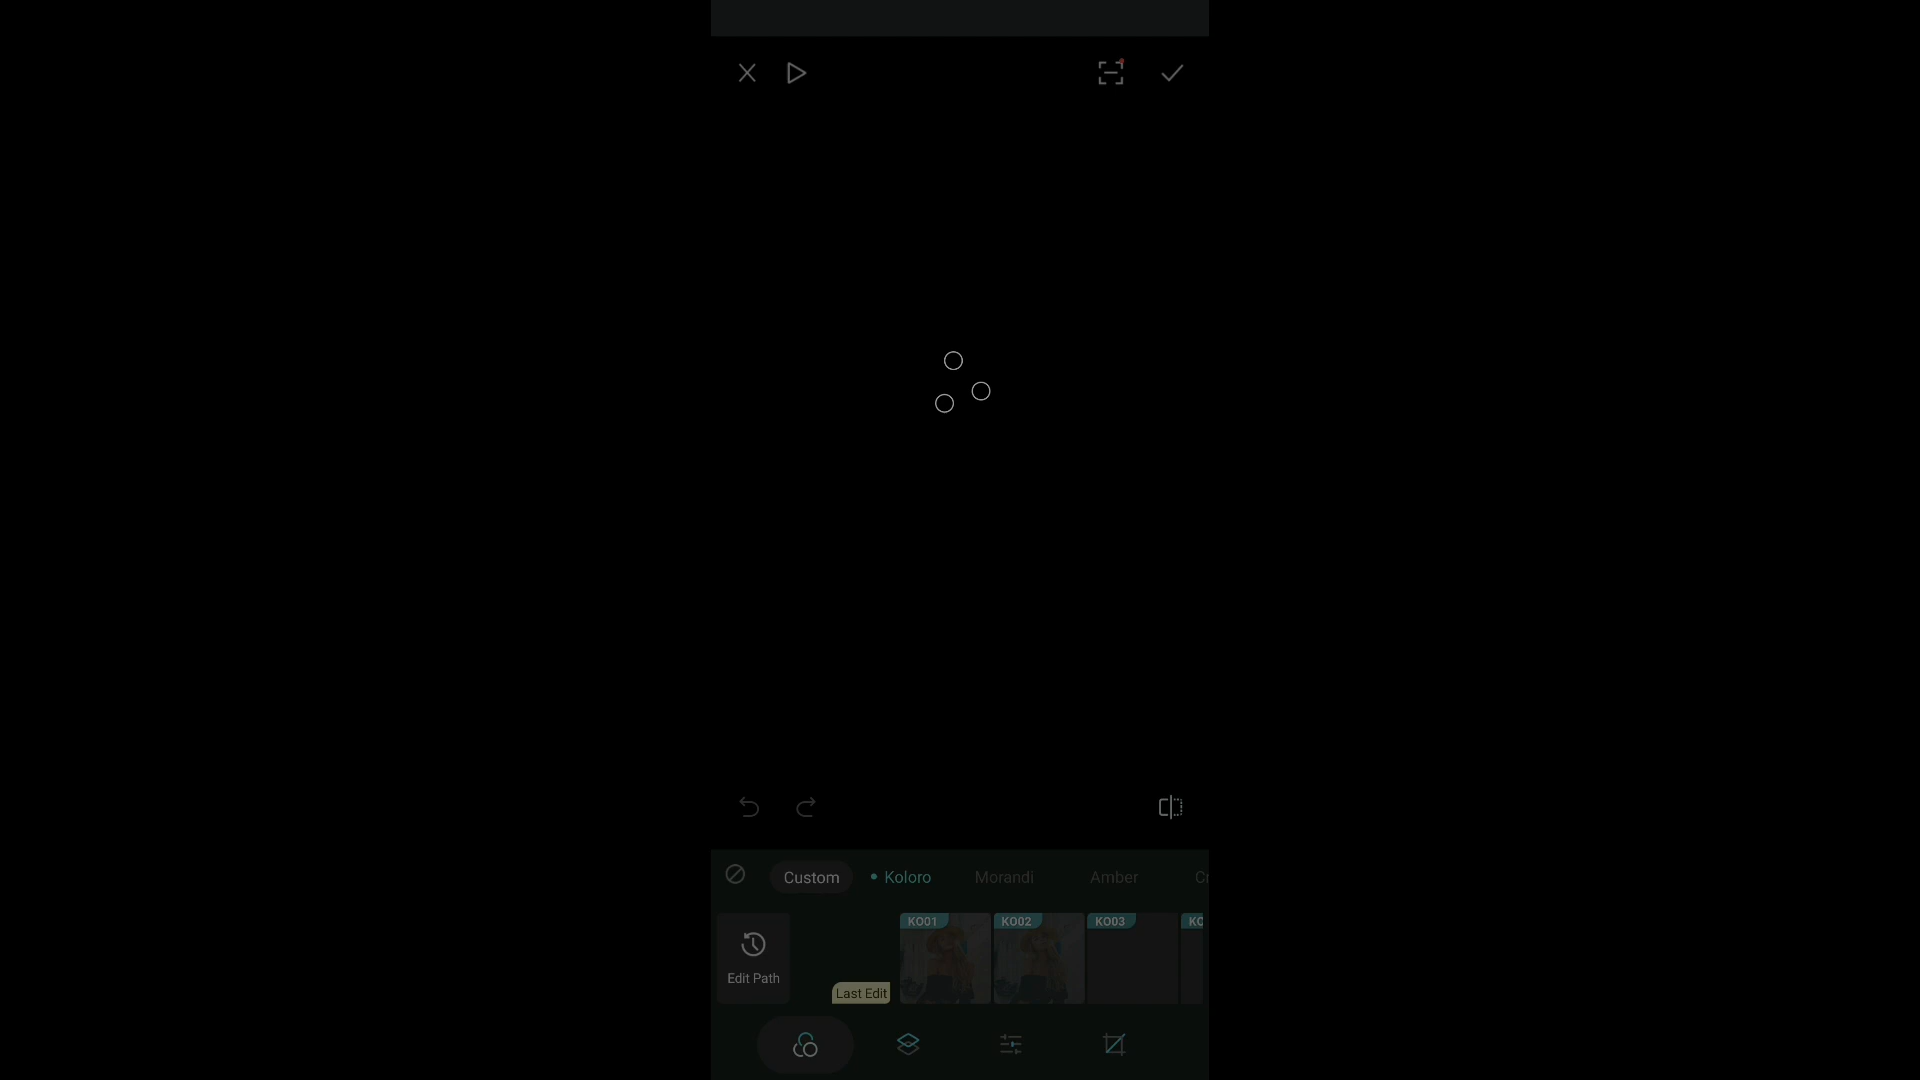 Custom
Koloro
Morandi
Amber
KO01
KO02
KO03
Edit Path
Last Edit